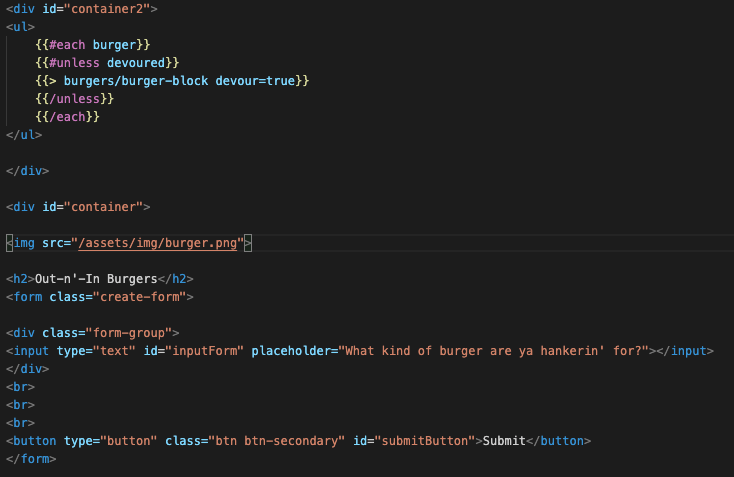 <div id="container2">
<ul>
{{#each burger}}
{{#unless devoured}}
{{> burgers/burger-block devour=true}}
{{/unless}}
{{/each}}
</ul>
</div>
<div id="container">
<img src="/assets/img/burger.png">
<h2>Out-n'-In Burgers</h2>
<form class="create-form">
<div class="form-group">
<input type="text" id="inputForm" placeholder="What kind of burger are ya hankerin' for?"></input>
</div>
<br>
<br>
<br>
<button type="button" class="btn btn-secondary" id="submitButton">Submit</button>
</form>